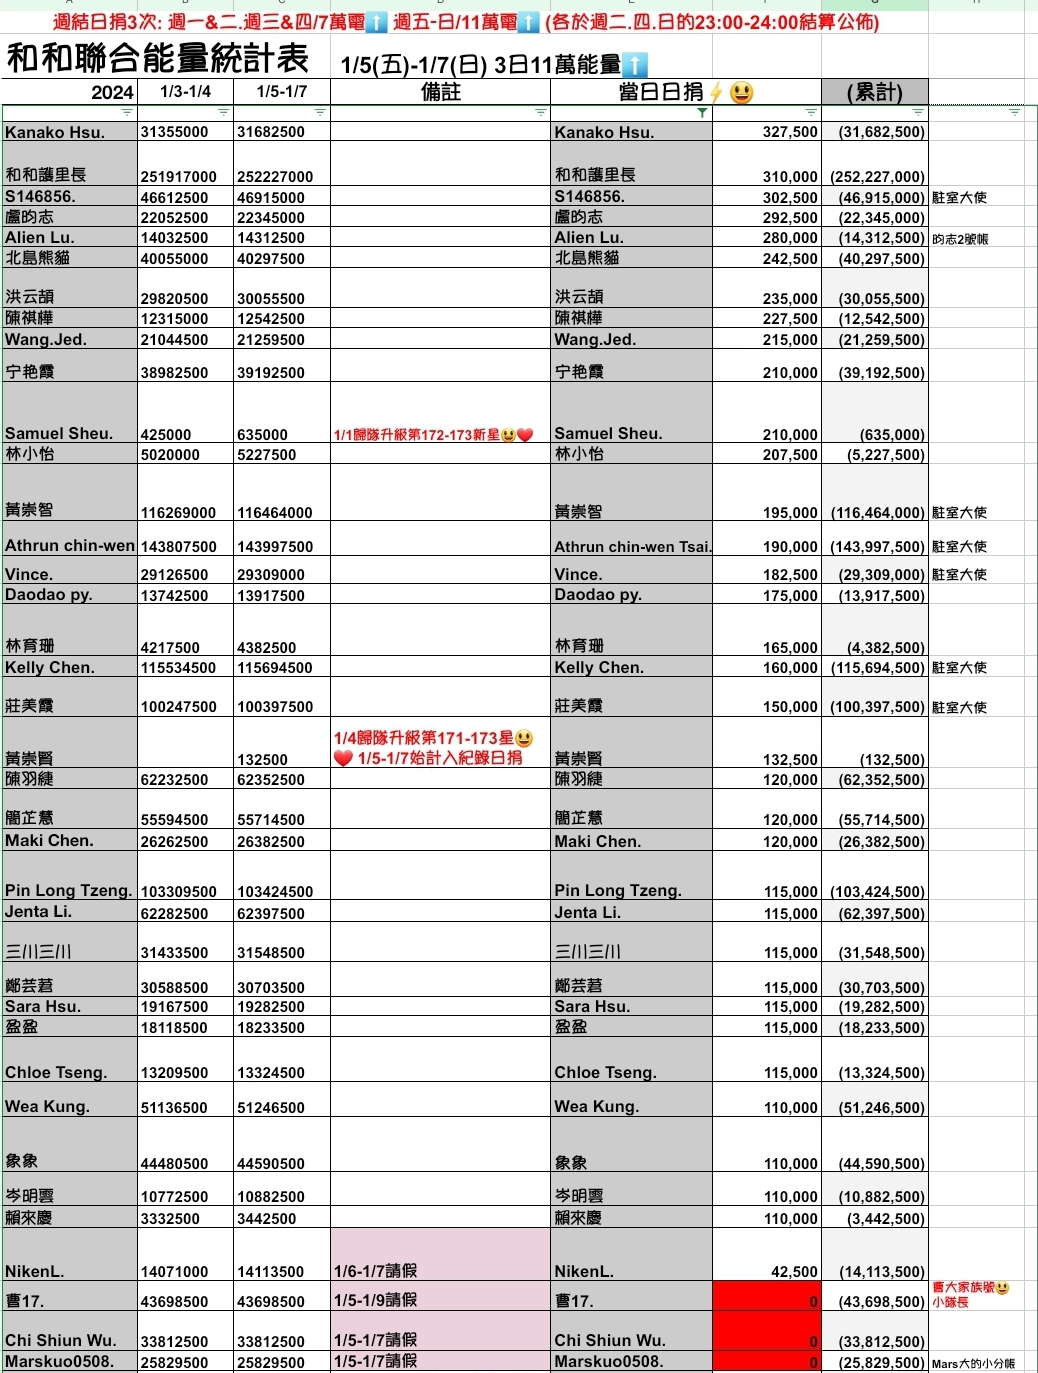 週結日捐3次: 週一&二.週三&四/7萬電⬆️ 週五-日/11萬電⬆️ (各於週二.四.日的23:00-24:00結算公佈)
和和聯合能量統計表 1/5(五)-1/7(日) 3日11萬能量⬆️
2024 1/3-1/4 1/5-1/7 備註 當日日捐⚡😃 (累計)
Kanako Hsu. 31355000 31682500 Kanako Hsu. 327,500 (31,682,500)
和和護里長 251917000 252227000 和和護里長 310,000 (252,227,000)
S146856. 46612500 46915000 S146856. 302,500 (46,915,000) 駐室大使
盧昀志 22052500 22345000 盧昀志 292,500 (22,345,000)
Alien Lu. 14032500 14312500 Alien Lu. 280,000 (14,312,500) 昀志2號帳
北島熊貓 40055000 40297500 北島熊貓 242,500 (40,297,500)
洪云頡 29820500 30055500 洪云頡 235,000 (30,055,500)
陳祺樺 12315000 12542500 陳祺樺 227,500 (12,542,500)
Wang.Jed. 21044500 21259500 Wang.Jed. 215,000 (21,259,500)
宁艳霞 38982500 39192500 宁艳霞 210,000 (39,192,500)
Samuel Sheu. 425000 635000 1/1歸隊升級第172-173新星😃❤️ Samuel Sheu. 210,000 (635,000)
林小怡 5020000 5227500 林小怡 207,500 (5,227,500)
黃崇智 116269000 116464000 黃崇智 195,000 (116,464,000) 駐室大使
Athrun chin-wen 143807500 143997500 Athrun chin-wen Tsai. 190,000 (143,997,500) 駐室大使
Vince. 29126500 29309000 Vince. 182,500 (29,309,000) 駐室大使
Daodao py. 13742500 13917500 Daodao py. 175,000 (13,917,500)
林育珊 4217500 4382500 林育珊 165,000 (4,382,500)
Kelly Chen. 115534500 115694500 Kelly Chen. 160,000 (115,694,500) 駐室大使
莊美霞 100247500 100397500 莊美霞 150,000 (100,397,500) 駐室大使
1/4歸隊升級第171-173星😃
黃崇賢 132500 ❤️ 1/5-1/7始計入紀錄日捐 黃崇賢 132,500 (132,500)
陳羽緁 62232500 62352500 陳羽緁 120,000 (62,352,500)
簡芷慧 55594500 55714500 簡芷慧 120,000 (55,714,500)
Maki Chen. 26262500 26382500 Maki Chen. 120,000 (26,382,500)
Pin Long Tzeng. 103309500 103424500 Pin Long Tzeng. 115,000 (103,424,500)
Jenta Li. 62282500 62397500 Jenta Li. 115,000 (62,397,500)
三川三川 31433500 31548500 三川三川 115,000 (31,548,500)
鄭芸莙 30588500 30703500 鄭芸莙 115,000 (30,703,500)
Sara Hsu. 19167500 19282500 Sara Hsu. 115,000 (19,282,500)
盈盈 18118500 18233500 盈盈 115,000 (18,233,500)
Chloe Tseng. 13209500 13324500 Chloe Tseng. 115,000 (13,324,500)
Wea Kung. 51136500 51246500 Wea Kung. 110,000 (51,246,500)
象象 44480500 44590500 象象 110,000 (44,590,500)
岑明雲 10772500 10882500 岑明雲 110,000 (10,882,500)
賴來慶 3332500 3442500 賴來慶 110,000 (3,442,500)
NikenL. 14071000 14113500 1/6-1/7請假 NikenL. 42,500 (14,113,500)
曹17. 43698500 43698500 1/5-1/9請假 曹17. 0 (43,698,500) 曹大家族號😃
小隊長
Chi Shiun Wu. 33812500 33812500 1/5-1/7請假 Chi Shiun Wu. 0 (33,812,500)
Marskuo0508. 25829500 25829500 1/5-1/7請假 Marskuo0508. 0 (25,829,500) Mars大的小分帳